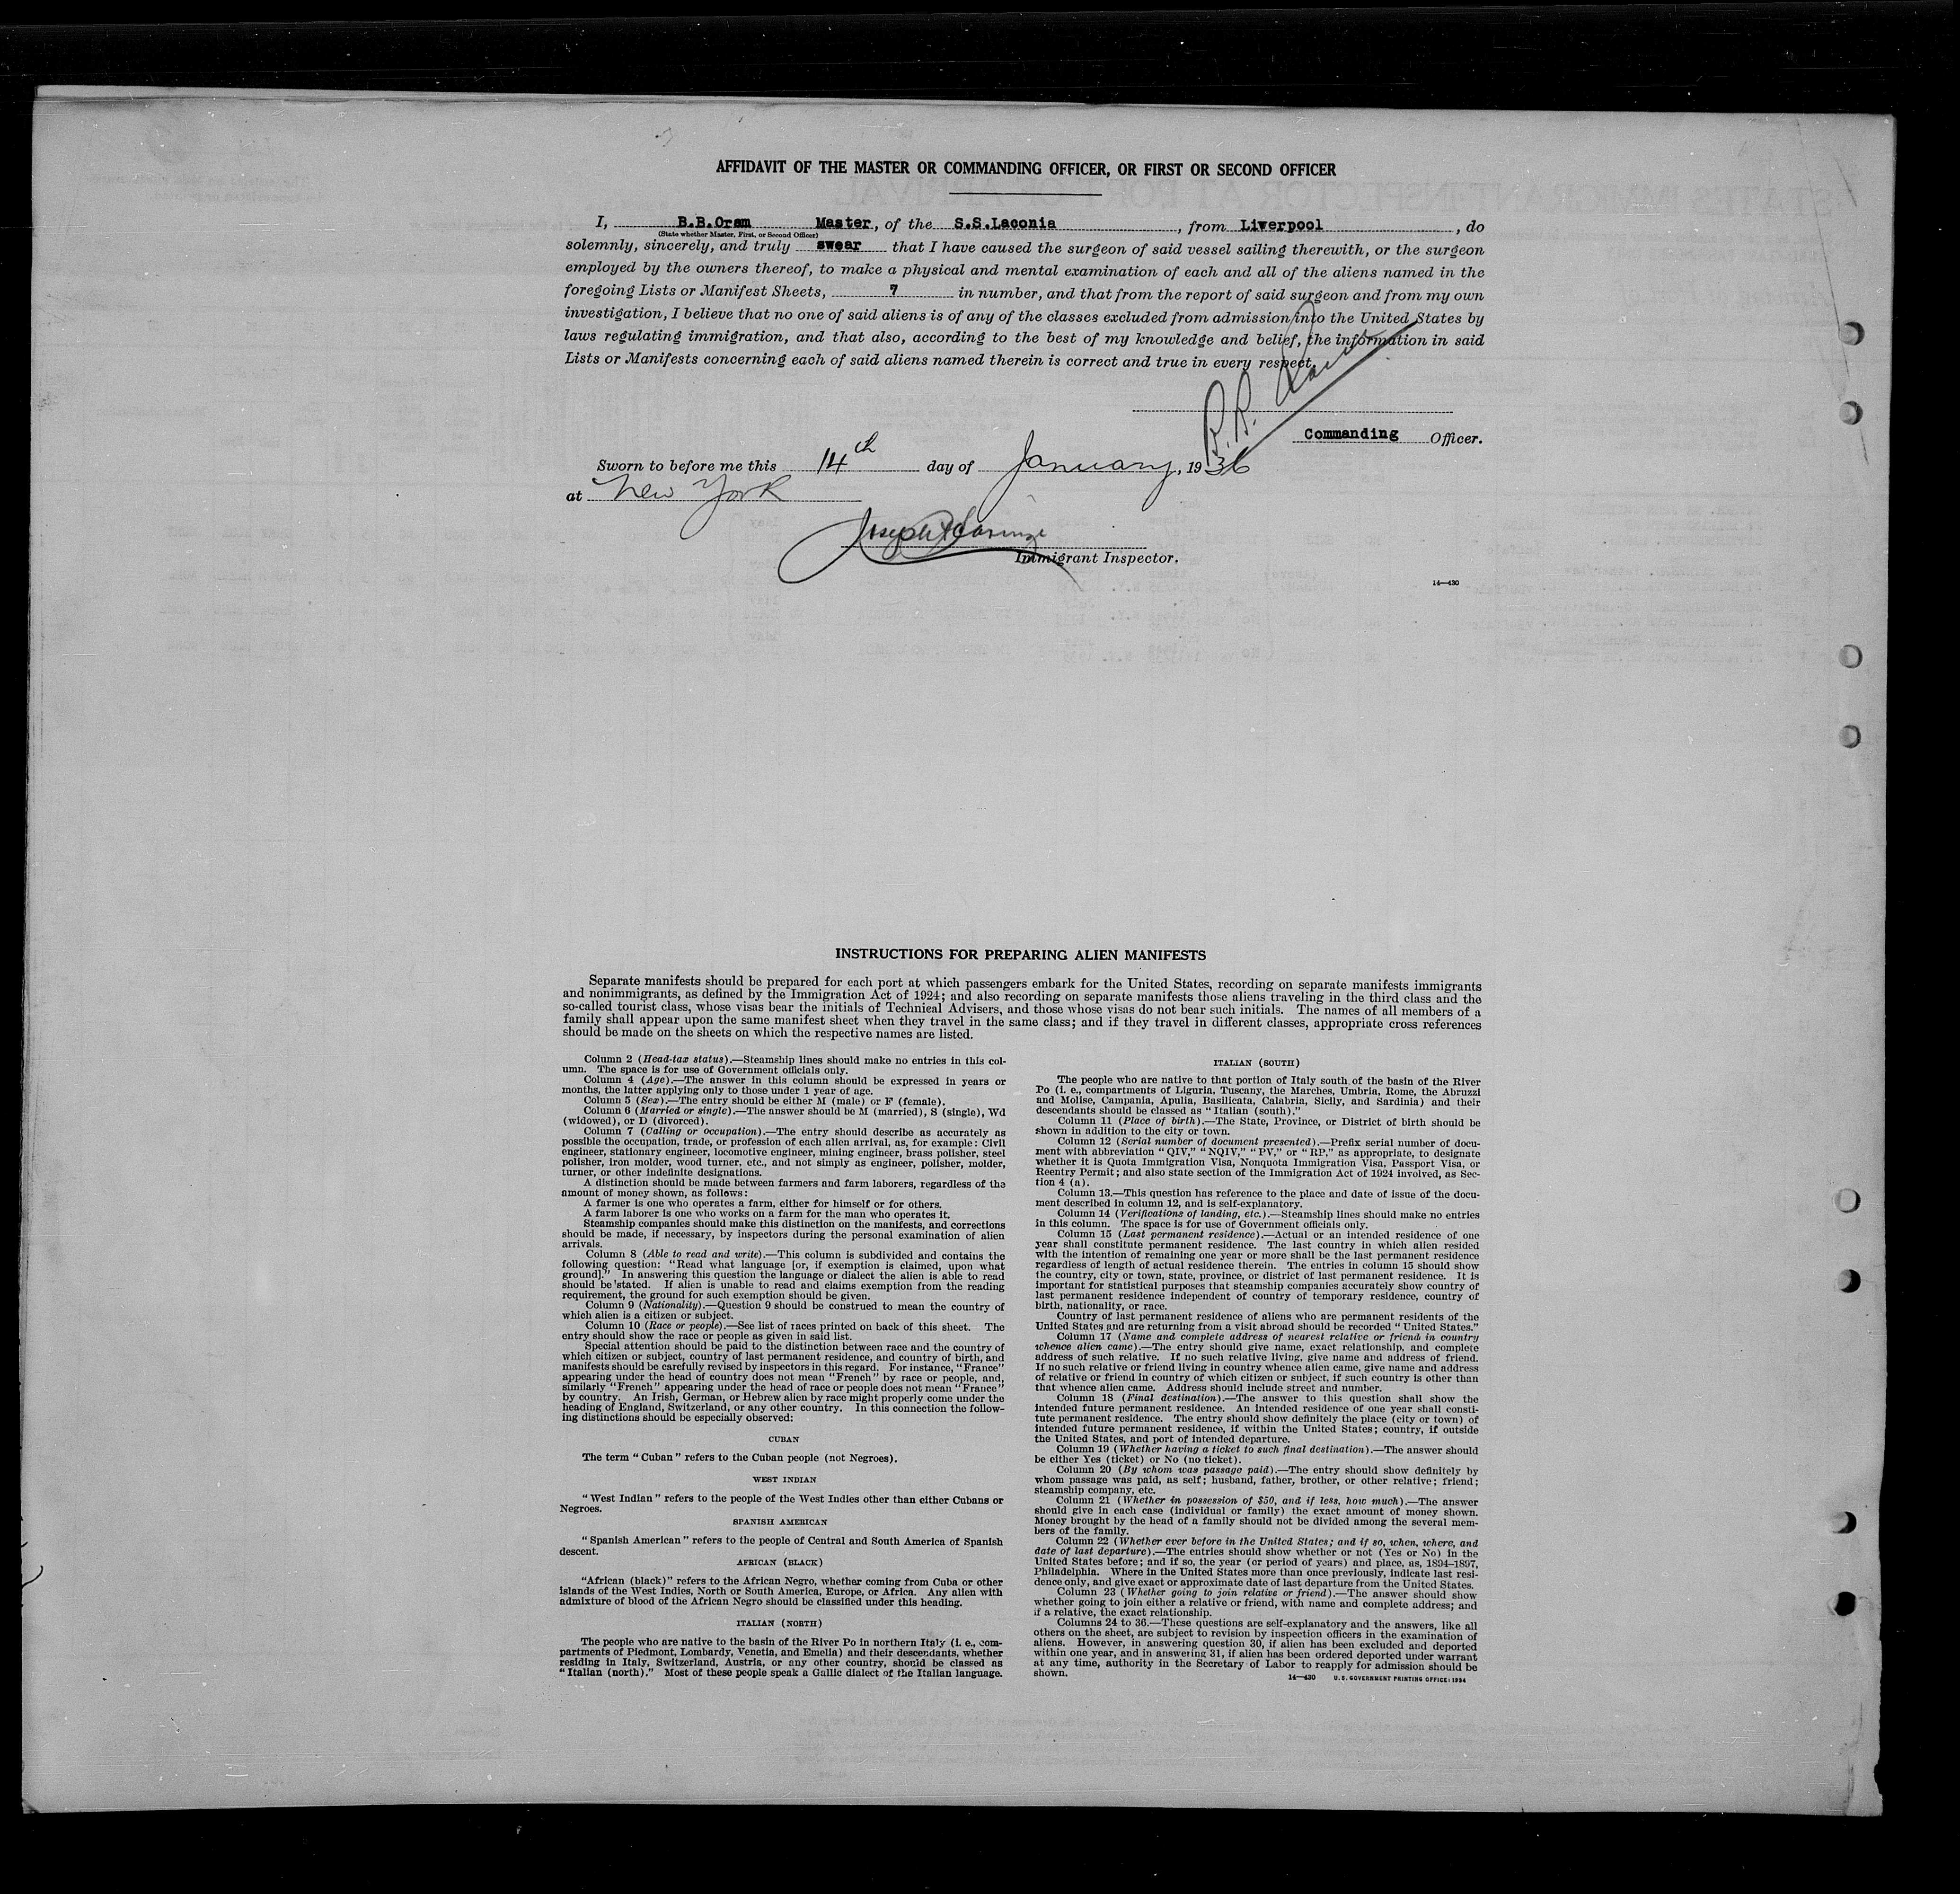 AFFIDAVIT OF THE MASTER OR COMMANDING OFFICER, OR FIRST OR SECOND OFFICER
I, B.B.Oram Master, of the S.S.Laconia, from Liverpool, do
(State whether Master, First, or Second Officer)
solemnly, sincerely, and truly swear that I have caused the surgeon of said vessel sailing therewith, or the surgeon
employed by the owners thereof, to make a physical and mental examination of each and all of the aliens named in the
foregoing Lists or Manifest Sheets, 7 in number, and that from the report of said surgeon and from my own
investigation, I believe that no one of said aliens is of any of the classes excluded from admission into the United States by
laws regulating immigration, and that also, according to the best of my knowledge and belief, the information in said
Lists or Manifests concerning each of said aliens named therein is correct and true in every respect.
Commanding Officer.
Sworn to before me this 14th day of January, 1936
at New York
Joseph
Immigrant Inspector.
14—430
INSTRUCTIONS FOR PREPARING ALIEN MANIFESTS
Separate manifests should be prepared for each port at which passengers embark for the United States, recording on separate manifests immigrants
and nonimmigrants, as defined by the Immigration Act of 1924; and also recording on separate manifests those aliens traveling in the third class and the
so-called tourist class, whose visas bear the initials of Technical Advisers, and those whose visas do not bear such initials. The names of all members of a
family shall appear upon the same manifest sheet when they travel in the same class; and if they travel in different classes, appropriate cross references
should be made on the sheets on which the respective names are listed.
Column 2 (Head-tax status).—Steamship lines should make no entries in this col-
umn. The space is for use of Government officials only.
Column 4 (Age).—The answer in this column should be expressed in years or
months, the latter applying only to those under 1 year of age.
Column 5 (Sex).—The entry should be either M (male) or F (female).
Column 6 (Married or single).—The answer should be M (married), S (single), Wd
(widowed), or D (divorced).
Column 7 (Calling or occupation).—The entry should describe as accurately as
possible the occupation, trade, or profession of each alien arrival, as, for example: Civil
engineer, stationary engineer, locomotive engineer, mining engineer, brass polisher, steel
polisher, iron molder, wood turner, etc., and not simply as engineer, polisher, molder,
turner, or other indefinite designations.
A distinction should be made between farmers and farm laborers, regardless of the
amount of money shown, as follows:
A farmer is one who operates a farm, either for himself or for others.
A farm laborer is one who works on a farm for the man who operates it.
Steamship companies should make this distinction on the manifests, and corrections
should be made, if necessary, by inspectors during the personal examination of alien
arrivals.
Column 8 (Able to read and write).—This column is subdivided and contains the
following question: "Read what language [or, if exemption is claimed, upon what
ground]." In answering this question the language or dialect the alien is able to read
should be stated. If alien is unable to read and claims exemption from the reading
requirement, the ground for such exemption should be given.
Column 9 (Nationality).—Question 9 should be construed to mean the country of
which alien is a citizen or subject.
Column 10 (Race or people).—See list of races printed on back of this sheet. The
entry should show the race or people as given in said list.
Special attention should be paid to the distinction between race and the country of
which citizen or subject, country of last permanent residence, and country of birth, and
manifests should be carefully revised by inspectors in this regard. For instance, "France"
appearing under the head of country does not mean "French" by race or people, and,
similarly "French" appearing under the head of race or people does not mean "France"
by country. An Irish, German, or Hebrew alien by race might properly come under the
heading of England, Switzerland, or any other country. In this connection the follow-
ing distinctions should be especially observed:
CUBAN
The term "Cuban" refers to the Cuban people (not Negroes).
WEST INDIAN
"West Indian" refers to the people of the West Indies other than either Cubans or
Negroes.
SPANISH AMERICAN
"Spanish American" refers to the people of Central and South America of Spanish
descent.
AFRICAN (BLACK)
"African (black)" refers to the African Negro, whether coming from Cuba or other
islands of the West Indies, North or South America, Europe, or Africa. Any alien with
admixture of blood of the African Negro should be classified under this heading.
ITALIAN (NORTH)
The people who are native to the basin of the River Po in northern Italy (i. e., com-
partments of Piedmont, Lombardy, Venetia, and Emelia) and their descendants, whether
residing in Italy, Switzerland, Austria, or any other country, should be classed as
"Italian (north)." Most of these people speak a Gallic dialect of the Italian language.
ITALIAN (SOUTH)
The people who are native to that portion of Italy south of the basin of the River
Po (i. e., compartments of Liguria, Tuscany, the Marches, Umbria, Rome, the Abruzzi
and Molise, Campania, Apulia, Basilicata, Calabria, Sicily, and Sardinia) and their
descendants should be classed as "Italian (south)."
Column 11 (Place of birth).—The State, Province, or District of birth should be
shown in addition to the city or town.
Column 12 (Serial number of document presented).—Prefix serial number of docu-
ment with abbreviation "QIV," "NQIV," "PV," or "RP," as appropriate, to designate
whether it is Quota Immigration Visa, Nonquota Immigration Visa, Passport Visa, or
Reentry Permit; and also state section of the Immigration Act of 1924 involved, as Sec-
tion 4 (a).
Column 13.—This question has reference to the place and date of issue of the docu-
ment described in column 12, and is self-explanatory.
Column 14 (Verifications of landing, etc.).—Steamship lines should make no entries
in this column. The space is for use of Government officials only.
Column 15 (Last permanent residence).—Actual or an intended residence of one
year shall constitute permanent residence. The last country in which alien resided
with the intention of remaining one year or more shall be the last permanent residence
regardless of length of actual residence therein. The entries in column 15 should show
the country, city or town, state, province, or district of last permanent residence. It is
important for statistical purposes that steamship companies accurately show country of
last permanent residence independent of country of temporary residence, country of
birth, nationality, or race.
Country of last permanent residence of aliens who are permanent residents of the
United States and are returning from a visit abroad should be recorded "United States."
Column 17 (Name and complete address of nearest relative or friend in country
whence alien came).—The entry should give name, exact relationship, and complete
address of such relative. If no such relative living, give name and address of friend.
If no such relative or friend living in country whence alien came, give name and address
of relative or friend in country of which citizen or subject, if such country is other than
that whence alien came. Address should include street and number.
Column 18 (Final destination).—The answer to this question shall show the
intended future permanent residence. An intended residence of one year shall consti-
tute permanent residence. The entry should show definitely the place (city or town) of
intended future permanent residence, if within the United States; country, if outside
the United States, and port of intended departure.
Column 19 (Whether having a ticket to such final destination).—The answer should
be either Yes (ticket) or No (no ticket).
Column 20 (By whom was passage paid).—The entry should show definitely by
whom passage was paid, as self; husband, father, brother, or other relative; friend;
steamship company, etc.
Column 21 (Whether in possession of $50, and if less, how much).—The answer
should give in each case (individual or family) the exact amount of money shown.
Money brought by the head of a family should not be divided among the several mem-
bers of the family.
Column 22 (Whether ever before in the United States; and if so, when, where, and
date of last departure).—The entries should show whether or not (Yes or No) in the
United States before; and if so, the year (or period of years) and place, as, 1894–1897,
Philadelphia. Where in the United States more than once previously, indicate last resi-
dence only, and give exact or approximate date of last departure from the United States.
Column 23 (Whether going to join relative or friend).—The answer should show
whether going to join either a relative or friend, with name and complete address; and
if a relative, the exact relationship.
Columns 24 to 36.—These questions are self-explanatory and the answers, like all
others on the sheet, are subject to revision by inspection officers in the examination of
aliens. However, in answering question 30, if alien has been excluded and deported
within one year, and in answering 31, if alien has been ordered deported under warrant
at any time, authority in the Secretary of Labor to reapply for admission should be
shown.
14—430 U. S. GOVERNMENT PRINTING OFFICE: 1934